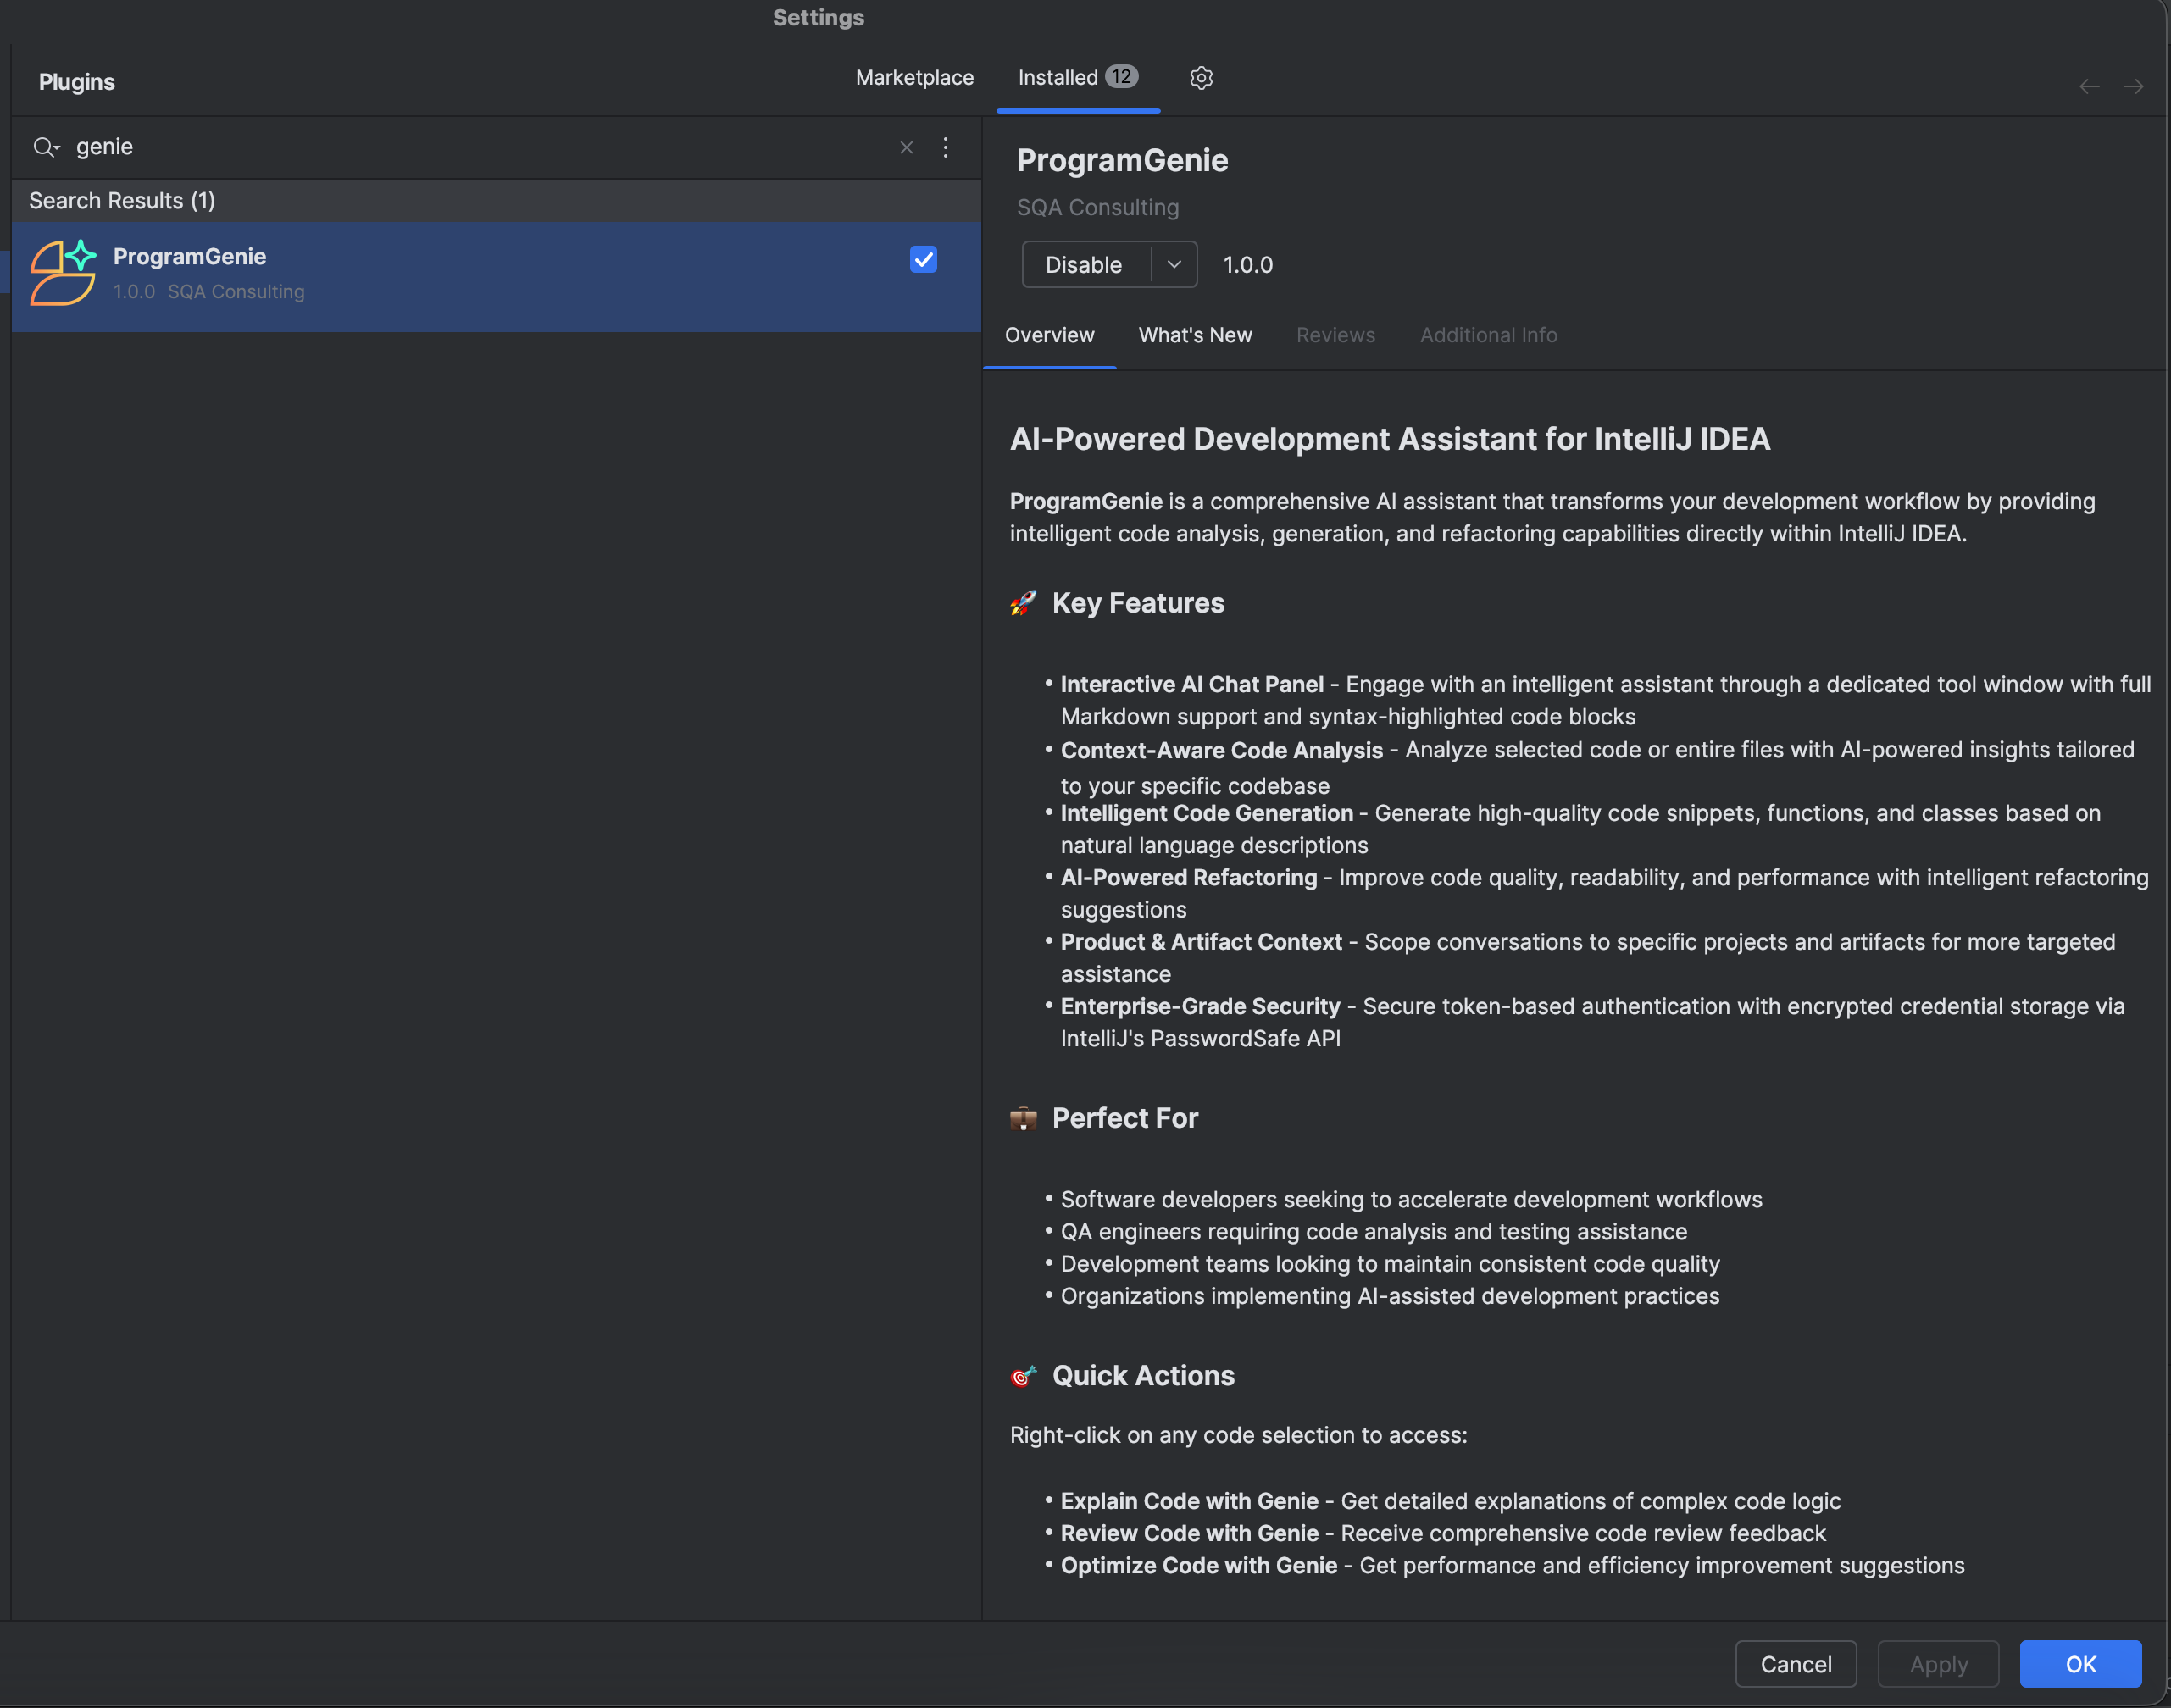 Settings
Plugins
Marketplace
Installed 12
genie
Search Results (1)
ProgramGenie
1.0.0 SQA Consulting
ProgramGenie
SQA Consulting
Disable
1.0.0
Overview
What's New
Reviews
Additional Info
AI-Powered Development Assistant for IntelliJ IDEA
ProgramGenie is a comprehensive AI assistant that transforms your development workflow by providing
intelligent code analysis, generation, and refactoring capabilities directly within IntelliJ IDEA.
🚀 Key Features
• Interactive AI Chat Panel - Engage with an intelligent assistant through a dedicated tool window with full
Markdown support and syntax-highlighted code blocks
• Context-Aware Code Analysis - Analyze selected code or entire files with AI-powered insights tailored
to your specific codebase
• Intelligent Code Generation - Generate high-quality code snippets, functions, and classes based on
natural language descriptions
• AI-Powered Refactoring - Improve code quality, readability, and performance with intelligent refactoring
suggestions
• Product & Artifact Context - Scope conversations to specific projects and artifacts for more targeted
assistance
• Enterprise-Grade Security - Secure token-based authentication with encrypted credential storage via
IntelliJ's PasswordSafe API
💼 Perfect For
• Software developers seeking to accelerate development workflows
• QA engineers requiring code analysis and testing assistance
• Development teams looking to maintain consistent code quality
• Organizations implementing AI-assisted development practices
🎯 Quick Actions
Right-click on any code selection to access:
• Explain Code with Genie - Get detailed explanations of complex code logic
• Review Code with Genie - Receive comprehensive code review feedback
• Optimize Code with Genie - Get performance and efficiency improvement suggestions
Cancel
Apply
OK